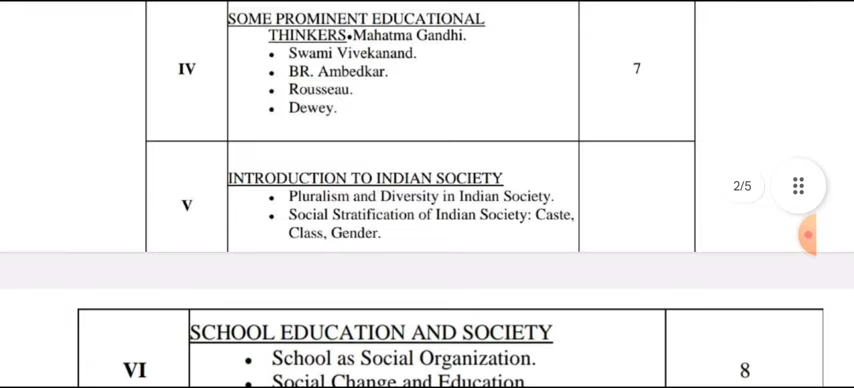 SOME PROMINENT EDUCATIONAL
THINKERS•Mahatma Gandhi.
• Swami Vivekanand.
IV
• BR. Ambedkar.
7
• Rousseau.
• Dewey.
INTRODUCTION TO INDIAN SOCIETY
2/5
• Pluralism and Diversity in Indian Society.
V
• Social Stratification of Indian Society: Caste,
Class, Gender.
SCHOOL EDUCATION AND SOCIETY
• School as Social Organization.
VI
8
• Social Change and Education